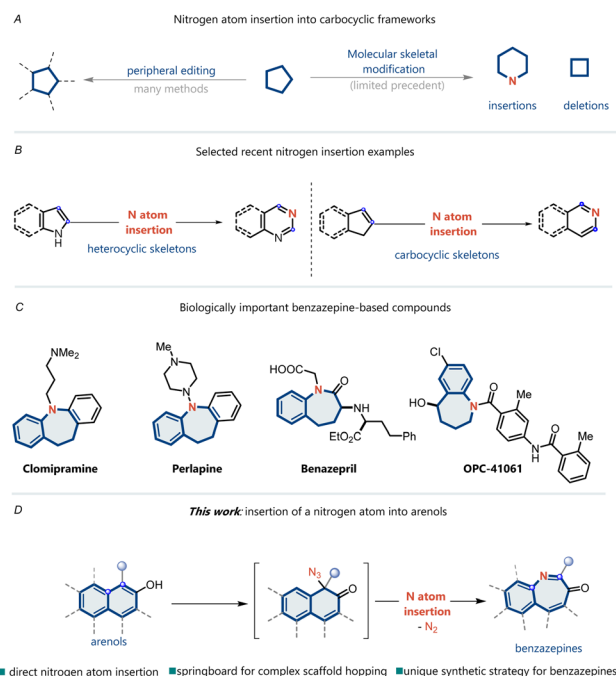 A
Nitrogen atom insertion into carbocyclic frameworks
peripheral editing
many methods
Molecular skeletal
modification
(limited precedent)
N
insertions
deletions
B
Selected recent nitrogen insertion examples
N
H
N atom
insertion
heterocyclic skeletons
N
N
N atom
insertion
carbocyclic skeletons
N
C
Biologically important benzazepine-based compounds
NMe2
N
Clomipramine
Me
N
N
N
Perlapine
HOOC
N
O
NH
EtO2C
Ph
Benazepril
Cl
HO
N
O
Me
N
H
O
Me
OPC-41061
D
This work: insertion of a nitrogen atom into arenols
OH
arenols
N3
O
N atom
insertion
- N2
N
O
benzazepines
direct nitrogen atom insertion
springboard for complex scaffold hopping
unique synthetic strategy for benzazepines